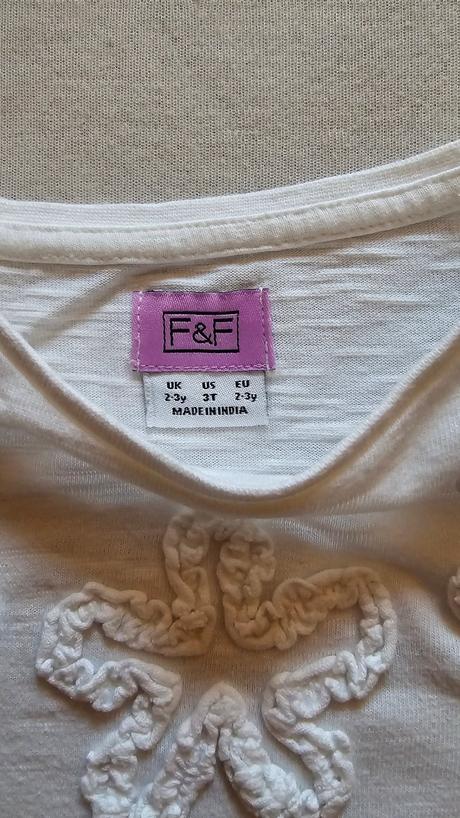 F&F
UK US EU
2-3y 3T 2-3y
MADE IN INDIA